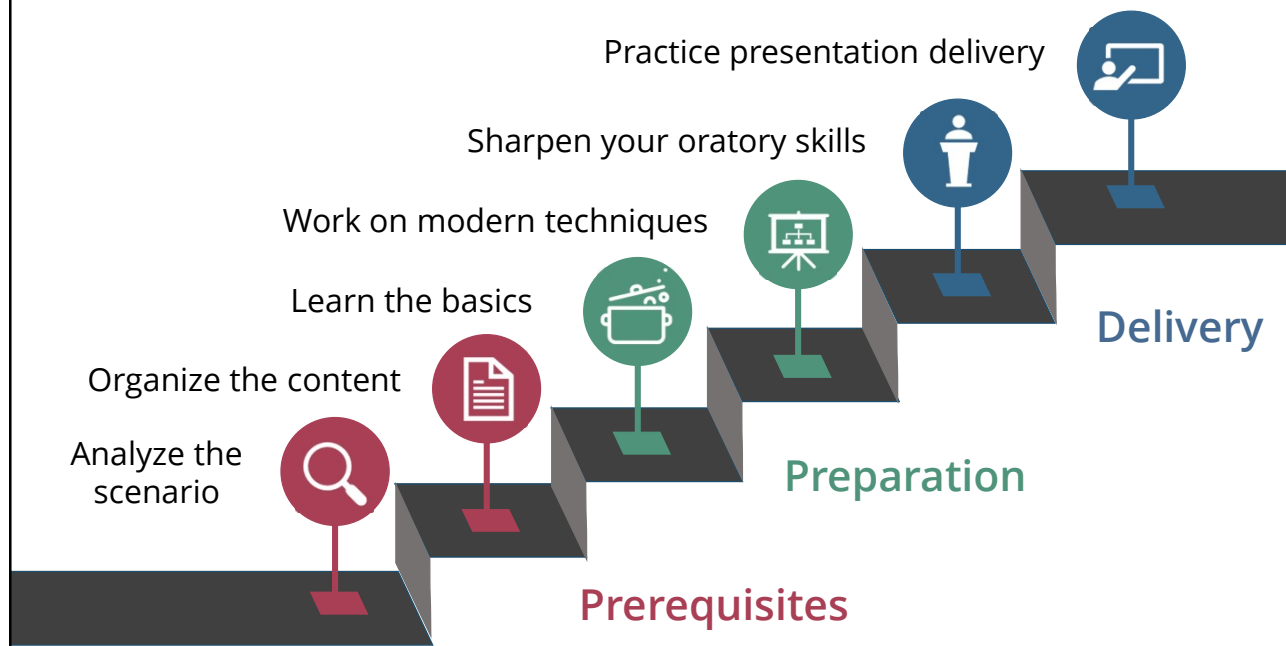 Practice presentation delivery
Sharpen your oratory skills
Work on modern techniques
Learn the basics
Organize the content
Analyze the
scenario
Delivery
Preparation
Prerequisites